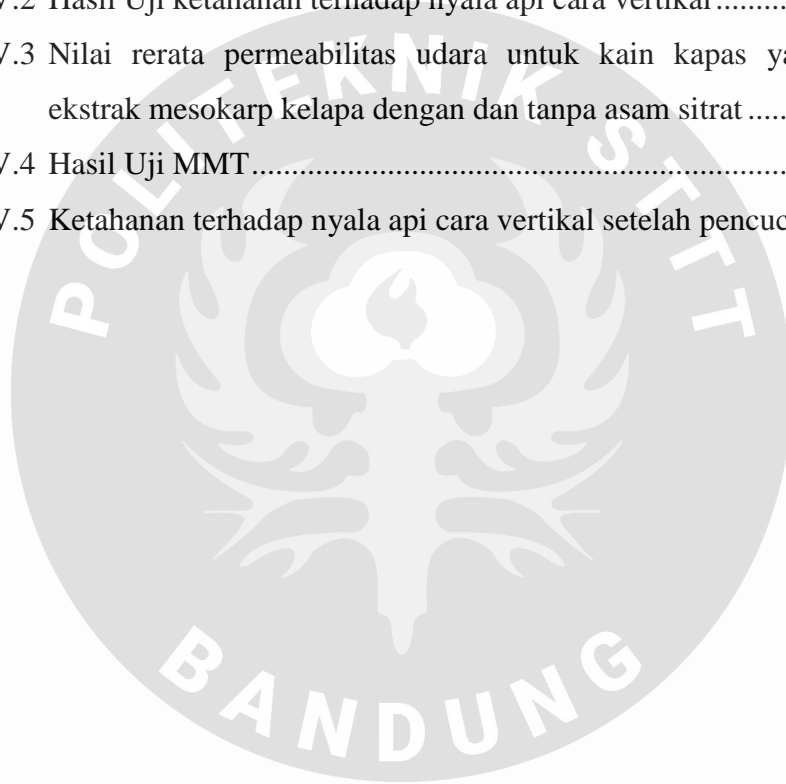 V.2 Hasil Uji ketahanan terhadap nyala api cara vertikal..........
V.3 Nilai rerata permeabilitas udara untuk kain kapas
ekstrak mesokarp kelapa dengan dan tanpa asam sitrat.....
V.4 Hasil Uji MMT..........................................................................
V.5 Ketahanan terhadap nyala api cara vertikal setelah
POLITEKNIK STTT
BANDUNG